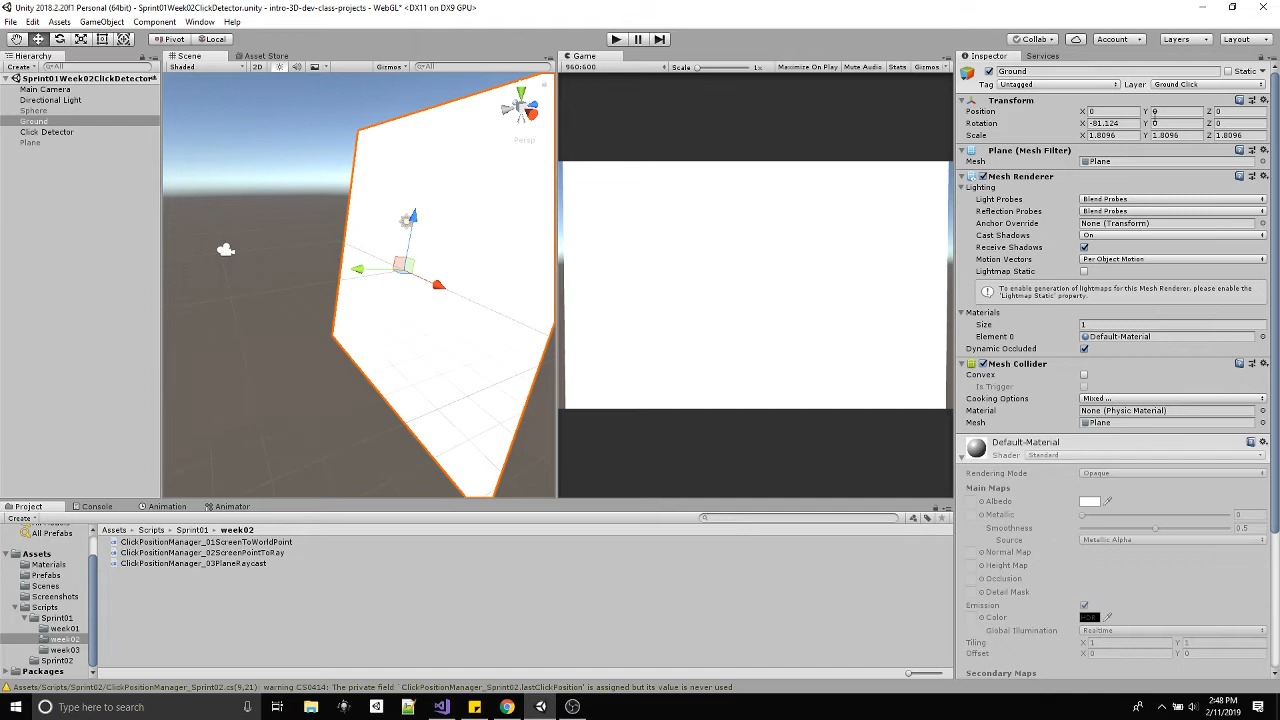 Unity 2018.2.20f1 Personal (64bit) - Sprint01Week02ClickDetector.unity - intro-3D-dev-class-projects - WebGL* <DX11 on DX9 GPU>
File Edit Assets GameObject Component Window Help
Pivot Local Collab Account Layers Layout
Hierarchy Scene Asset Store Game Inspector Services
Create All Shaded 2D Gizmos All 960:600 Scale 1x Maximize On Play Mute Audio Stats Gizmos
Ground Static
Tag Untagged Layer Ground Click
Sprint01Week02ClickDetector
Main Camera
Directional Light
Sphere
Ground
Click Detector
Plane
Persp
Transform
Position X 0 Y 0 Z 0
Rotation X -81.124 Y 0 Z 0
Scale X 1.8096 Y 1.8096 Z 1.8096
Plane (Mesh Filter)
Mesh Plane
Mesh Renderer
Lighting
Light Probes Blend Probes
Reflection Probes Blend Probes
Anchor Override None (Transform)
Cast Shadows On
Receive Shadows
Motion Vectors Per Object Motion
Lightmap Static
To enable generation of lightmaps for this Mesh Renderer, please enable the
'Lightmap Static' property.
Materials
Size 1
Element 0 Default-Material
Dynamic Occluded
Mesh Collider
Convex
Is Trigger
Cooking Options Mixed ...
Material None (Physic Material)
Mesh Plane
Default-Material
Shader Standard
Rendering Mode Opaque
Main Maps
Albedo
Metallic 0
Smoothness 0.5
Source Metallic Alpha
Normal Map
Height Map
Occlusion
Detail Mask
Emission
Color HDR
Global Illumination Realtime
Tiling X 1 Y 1
Offset X 0 Y 0
Secondary Maps
Project Console Animation Animator
Create
All Prefabs
Assets
Materials
Prefabs
Scenes
Screenshots
Scripts
Sprint01
week01
week02
week03
Sprint02
Packages
Assets Scripts Sprint01 week02
ClickPositionManager_01ScreenToWorldPoint
ClickPositionManager_02ScreenPointToRay
ClickPositionManager_03PlaneRaycast
Assets/Scripts/Sprint02/ClickPositionManager_Sprint02.cs(9,21): warning CS0414: The private field `ClickPositionManager_Sprint02.lastClickPosition' is assigned but its value is never used
Type here to search
2:48 PM
2/11/2019